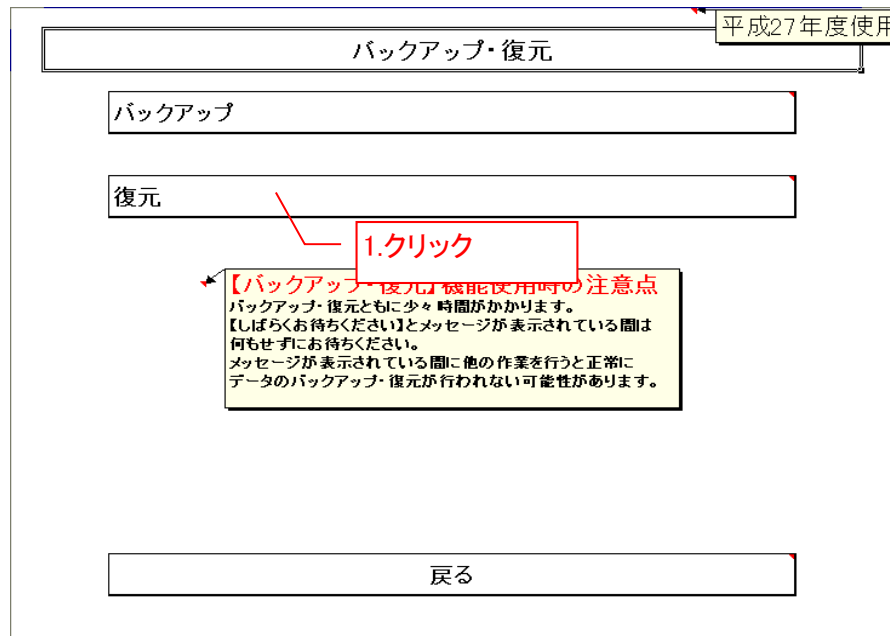 平成27年度使用
バックアップ・復元
バックアップ
復元
1.クリック
【バックアップ・復元】機能使用時の注意点
バックアップ・復元ともに少々時間がかかります。
【しばらくお待ちください】とメッセージが表示されている間は
何もせずにお待ちください。
メッセージが表示されている間に他の作業を行うと正常に
データのバックアップ・復元が行われない可能性があります。
戻る